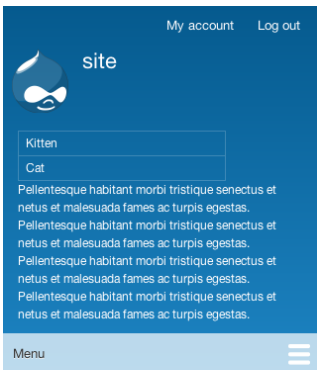 My account Log out
site
Kitten
Cat
Pellentesque habitant morbi tristique senectus et
netus et malesuada fames ac turpis egestas.
Pellentesque habitant morbi tristique senectus et
netus et malesuada fames ac turpis egestas.
Pellentesque habitant morbi tristique senectus et
netus et malesuada fames ac turpis egestas.
Pellentesque habitant morbi tristique senectus et
netus et malesuada fames ac turpis egestas.
Menu